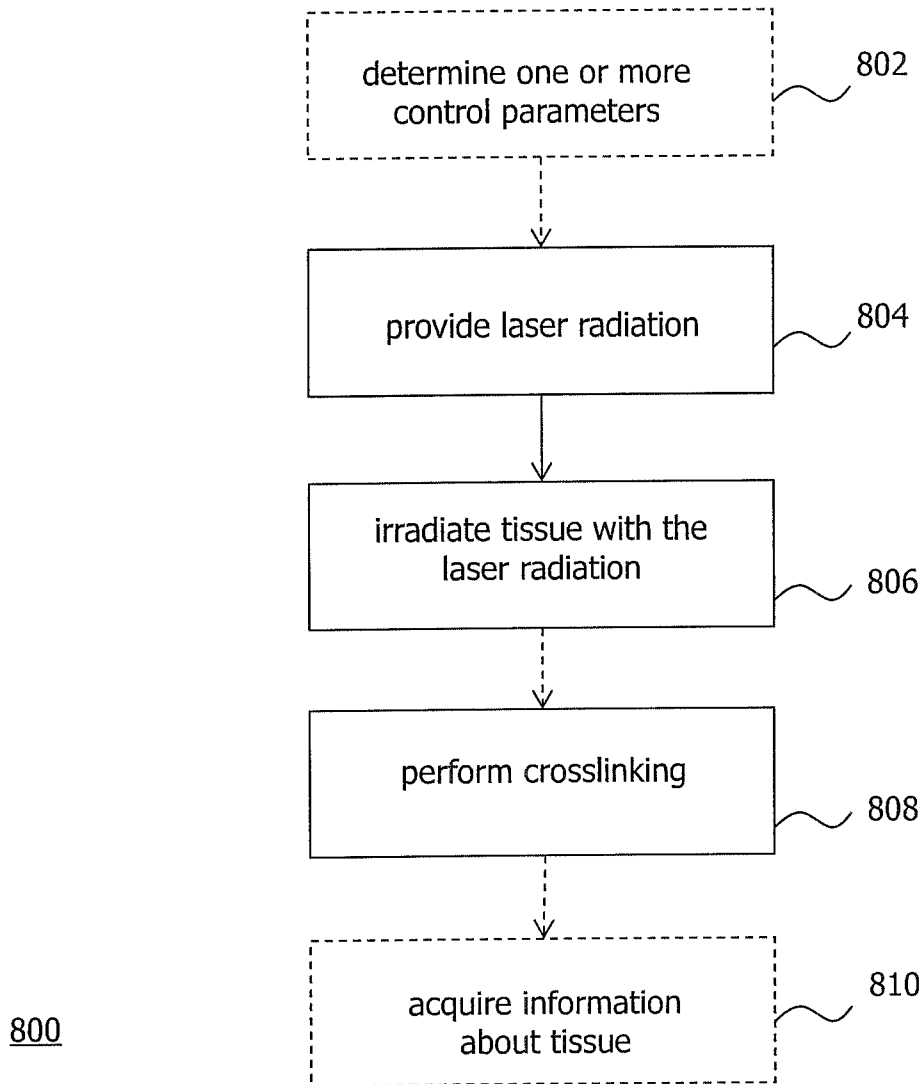 determine one or more
control parameters
802
provide laser radiation
804
irradiate tissue with the
laser radiation
806
perform crosslinking
808
acquire information
about tissue
810
800